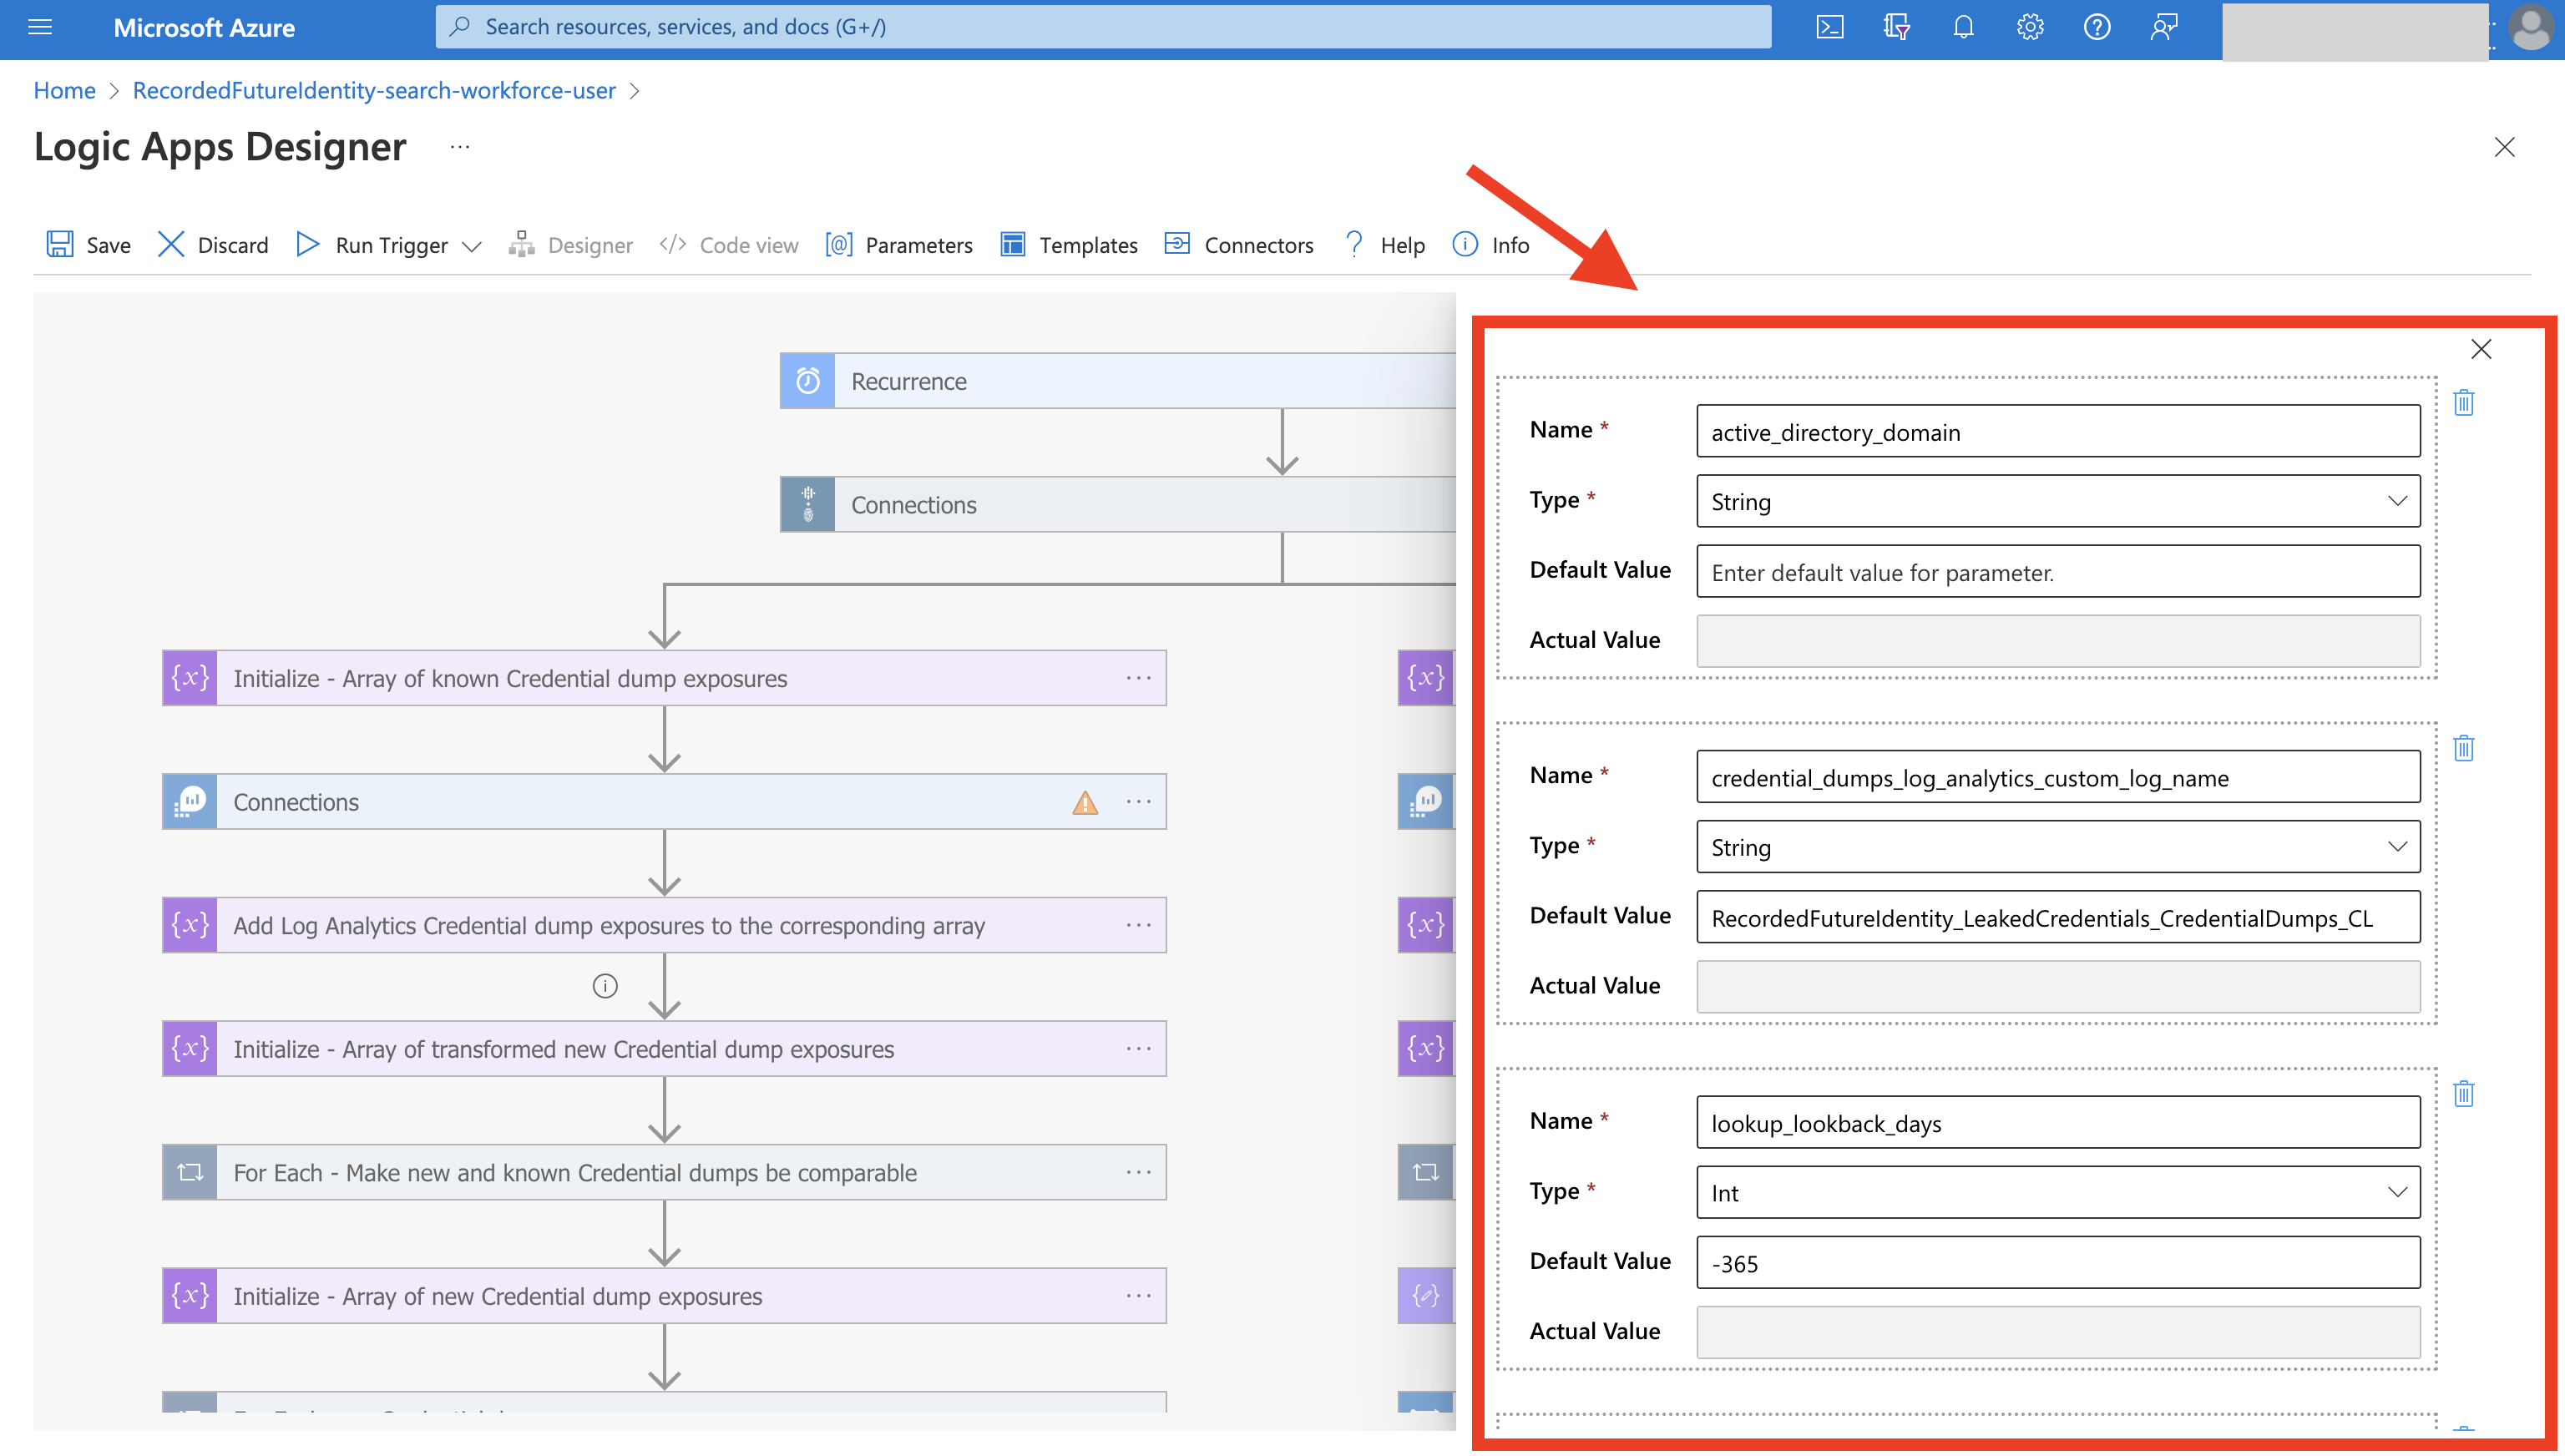 Microsoft Azure
Search resources, services, and docs (G+/)
Home > RecordedFutureIdentity-search-workforce-user >
Logic Apps Designer ...
Save Discard Run Trigger Designer </> Code view [@] Parameters Templates Connectors ? Help Info
Recurrence
Connections
{x} Initialize - Array of known Credential dump exposures ...
Connections ...
{x} Add Log Analytics Credential dump exposures to the corresponding array ...
{x} Initialize - Array of transformed new Credential dump exposures ...
For Each - Make new and known Credential dumps be comparable ...
{x} Initialize - Array of new Credential dump exposures ...
{x}
{x}
{x}
Name *
active_directory_domain
Type *
String
Default Value
Enter default value for parameter.
Actual Value
Name *
credential_dumps_log_analytics_custom_log_name
Type *
String
Default Value
RecordedFutureIdentity_LeakedCredentials_CredentialDumps_CL
Actual Value
Name *
lookup_lookback_days
Type *
Int
Default Value
-365
Actual Value